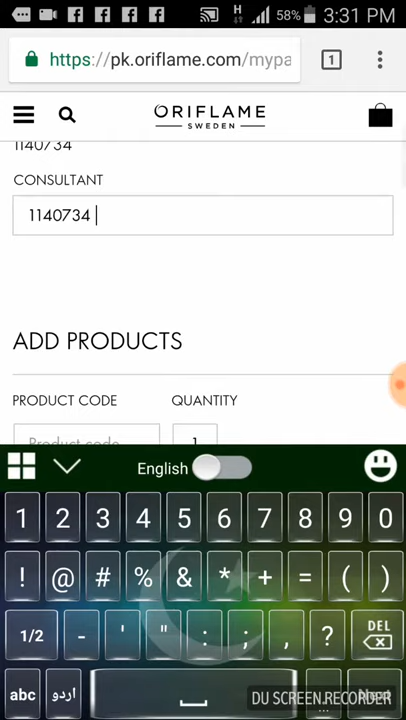 58% 3:31 PM
https://pk.oriflame.com/mypa
1
ORIFLAME
SWEDEN
1140734
CONSULTANT
1140734
ADD PRODUCTS
PRODUCT CODE QUANTITY
Product code 1
English
1 2 3 4 5 6 7 8 9 0
! @ # % & * + = ( )
1/2 - ' " : ; , ? DEL
abc اردو ... Next
DU SCREEN RECORDER